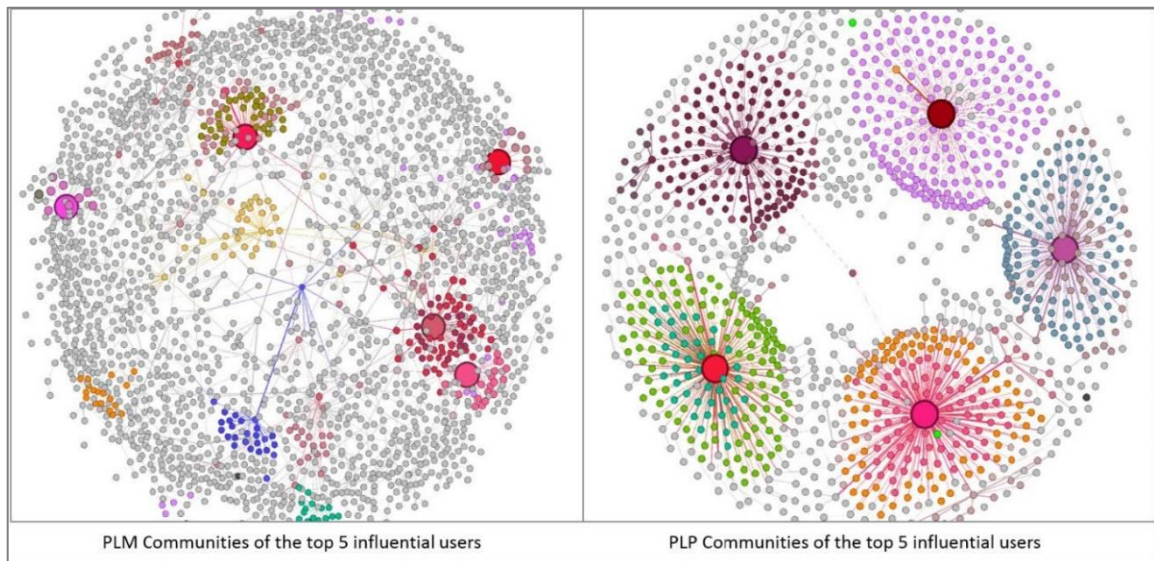 PLM Communities of the top 5 influential users
PLP Communities of the top 5 influential users